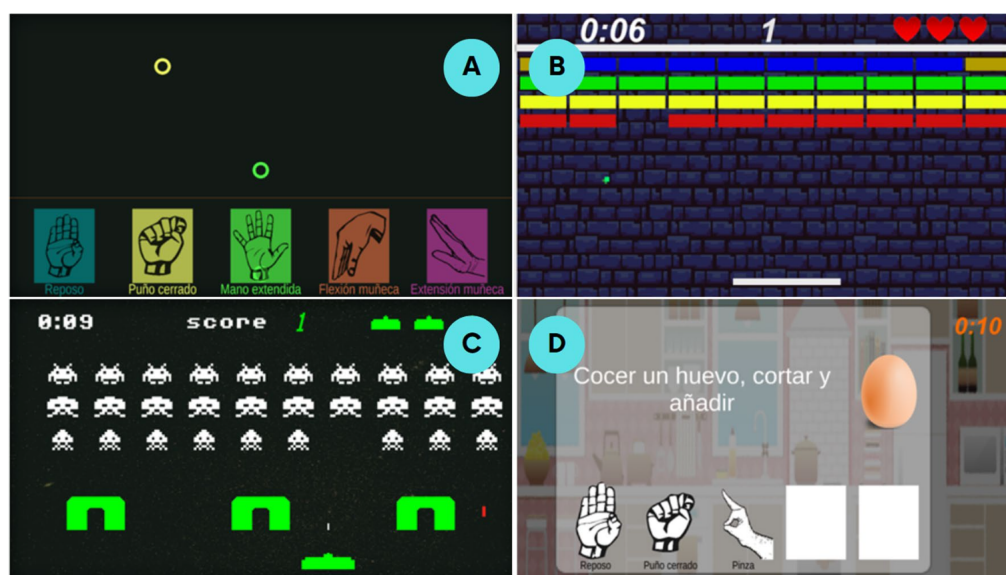 A
Reposo
Puño cerrado
Mano extendida
Flexión muñeca
Extensión muñeca
0:06 1
B
0:09 score 1
C
D
0:10
Cocer un huevo, cortar y
añadir
Reposo
Puño cerrado
Pinza